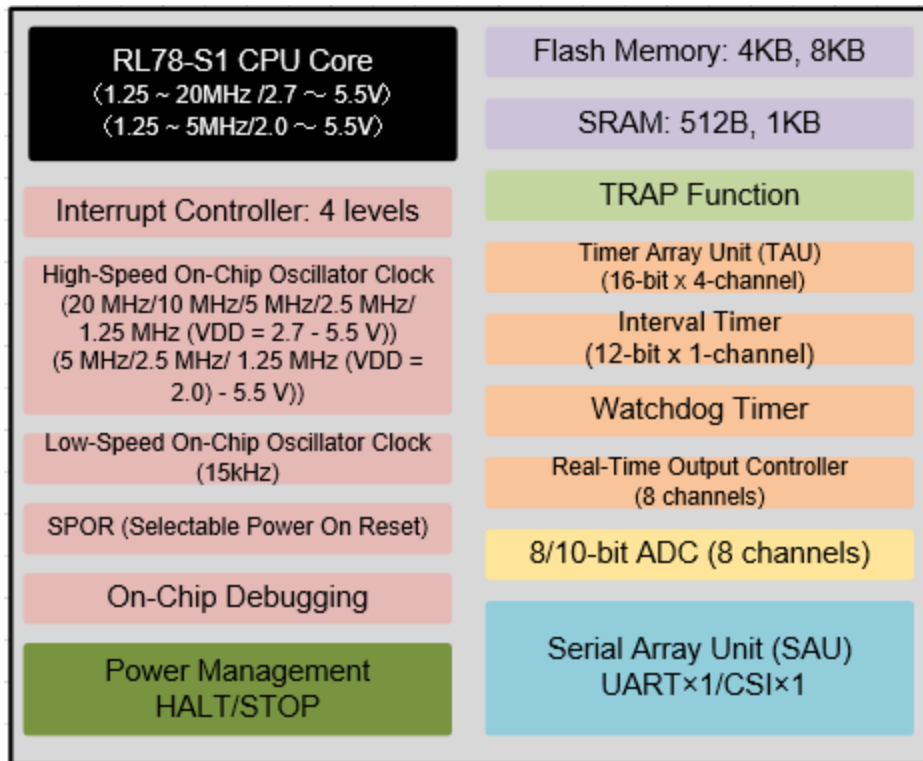 RL78-S1 CPU Core
(1.25 ~ 20MHz /2.7 ～ 5.5V)
(1.25 ~ 5MHz/2.0 ～ 5.5V)
Interrupt Controller: 4 levels
High-Speed On-Chip Oscillator Clock
(20 MHz/10 MHz/5 MHz/2.5 MHz/
1.25 MHz (VDD = 2.7 - 5.5 V))
(5 MHz/2.5 MHz/ 1.25 MHz (VDD =
2.0) - 5.5 V))
Low-Speed On-Chip Oscillator Clock
(15kHz)
SPOR (Selectable Power On Reset)
On-Chip Debugging
Power Management
HALT/STOP
Flash Memory: 4KB, 8KB
SRAM: 512B, 1KB
TRAP Function
Timer Array Unit (TAU)
(16-bit x 4-channel)
Interval Timer
(12-bit x 1-channel)
Watchdog Timer
Real-Time Output Controller
(8 channels)
8/10-bit ADC (8 channels)
Serial Array Unit (SAU)
UART×1/CSI×1